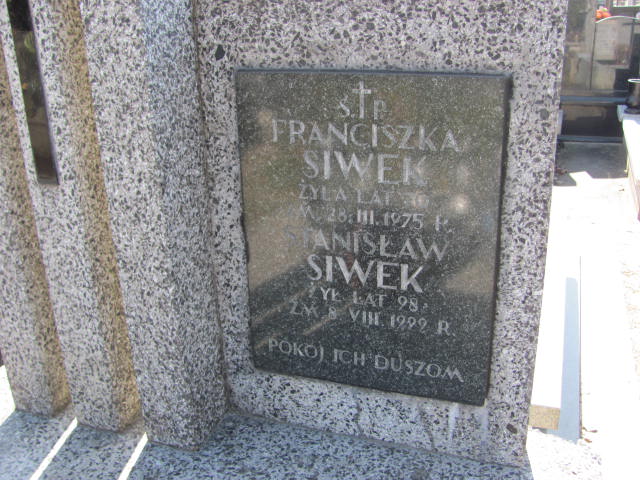 Ś. P.
FRANCISZKA
SIWEK
ŻYŁA LAT
ZM. 28. III. 1975 R.
STANISŁAW
SIWEK
ŻYŁ LAT 98
ZM. 8 VIII. 1999 R.
POKÓJ ICH DUSZOM